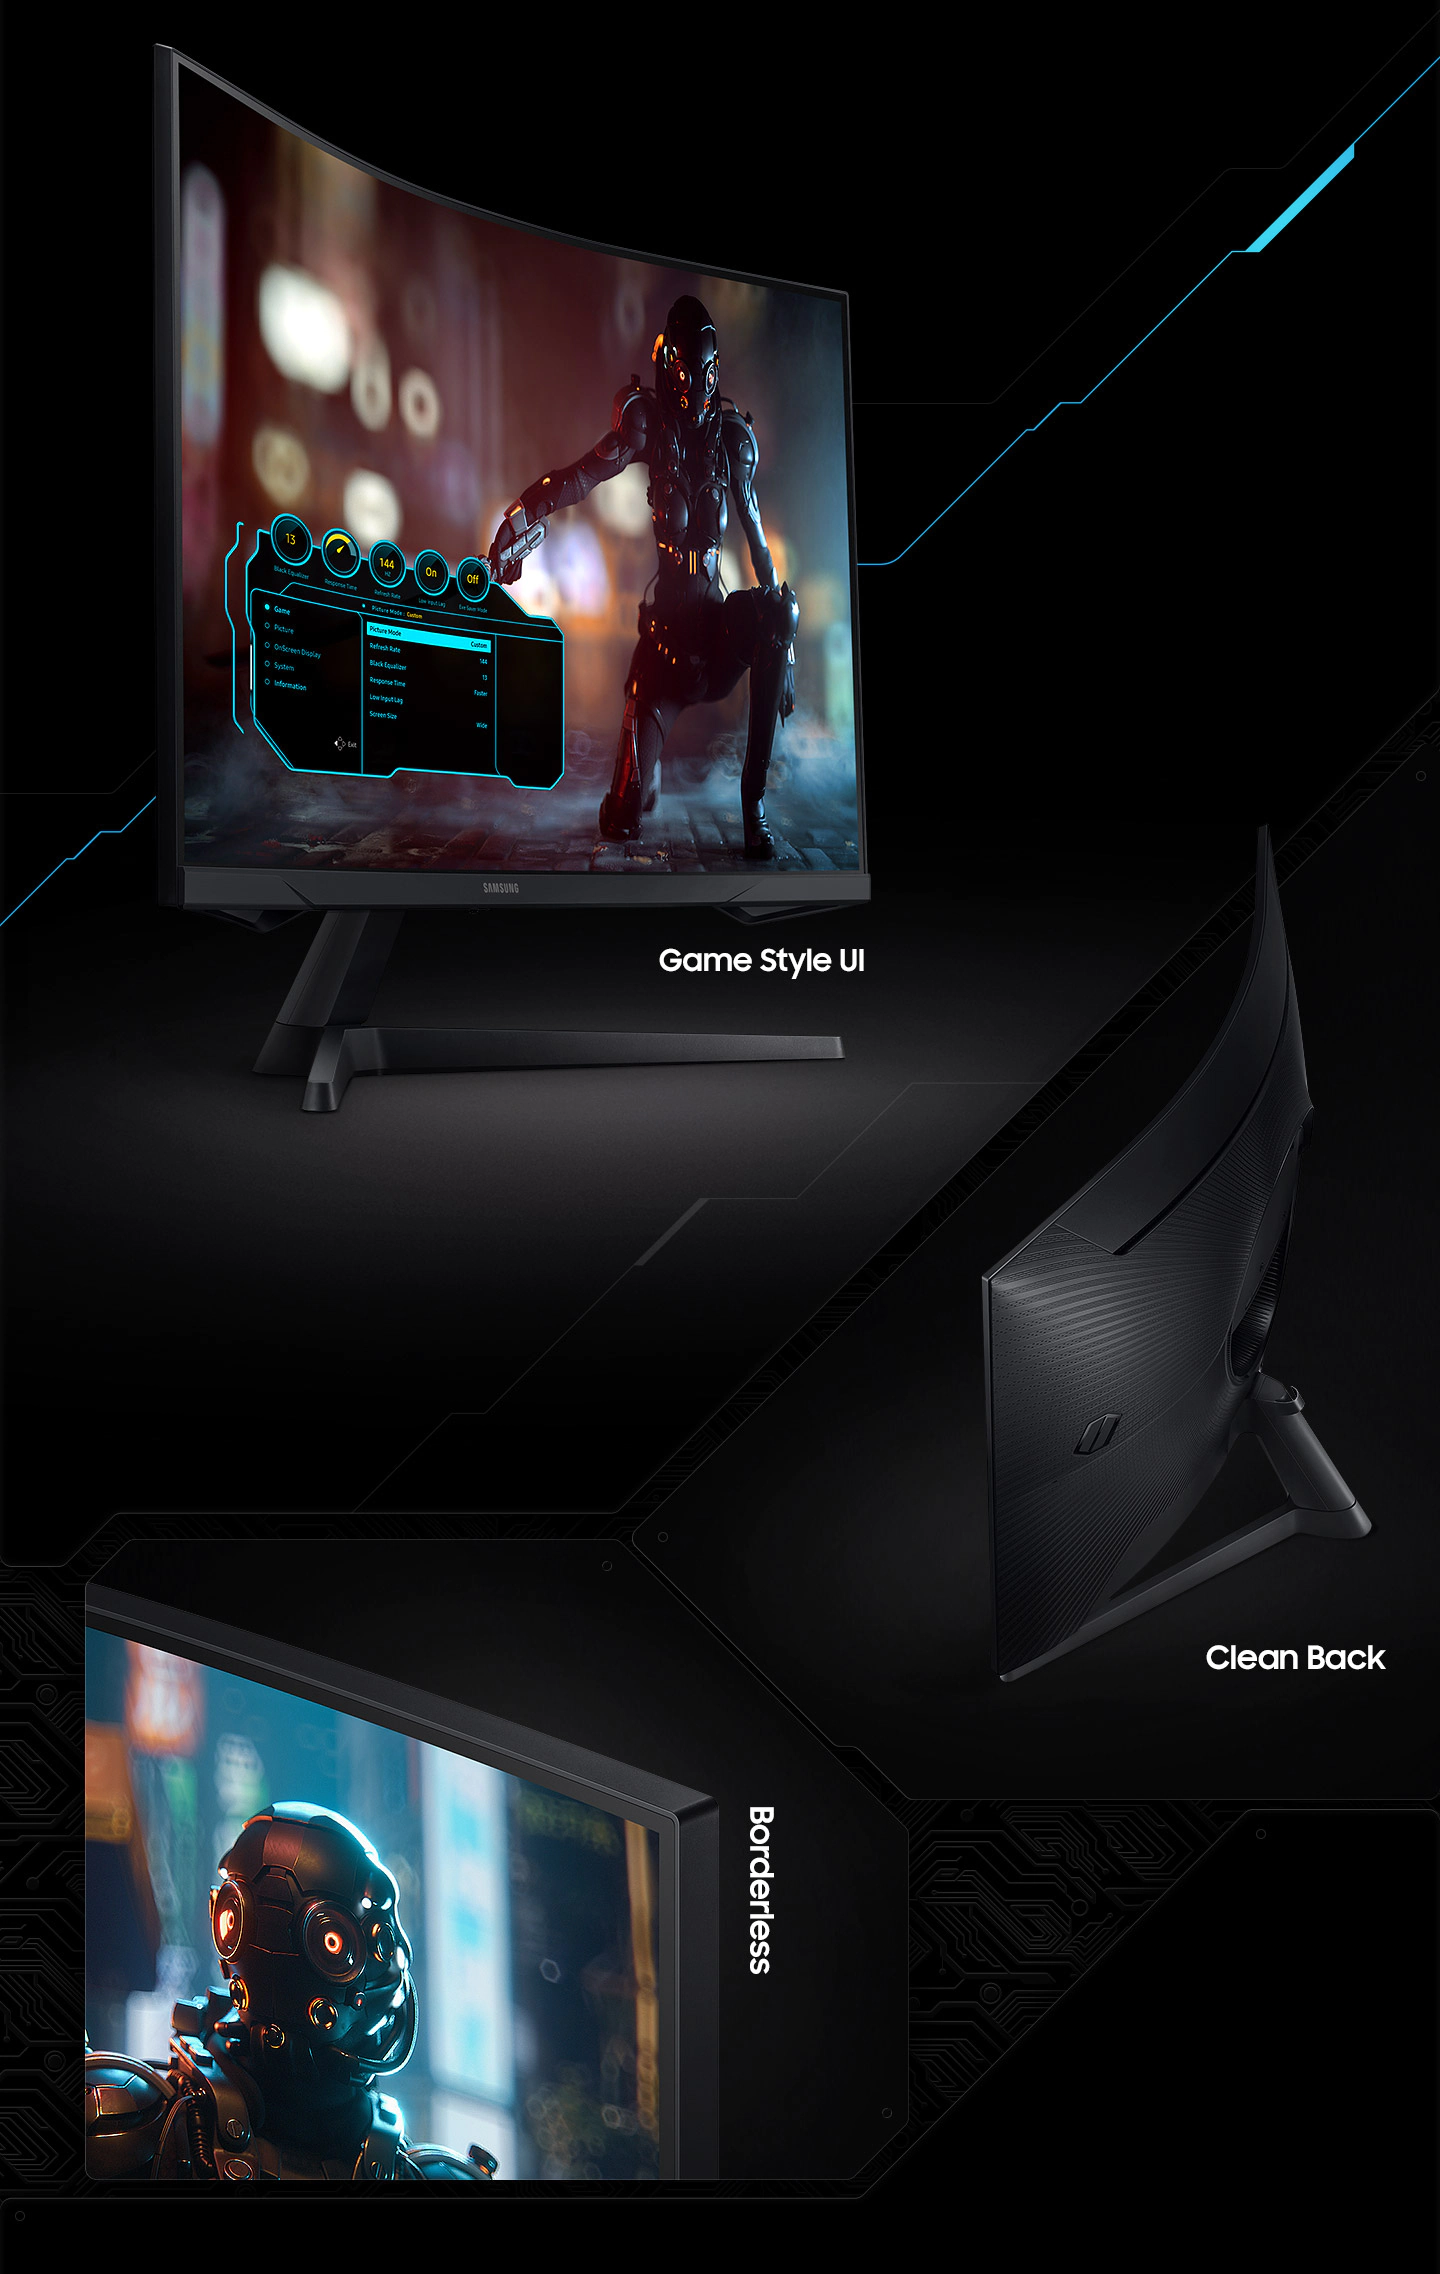 13
144
HZ
On
Off
Black Equalizer
Response Time
Refresh Rate
Low Input Lag
Eye Saver Mode
Picture Mode : Custom
Game
Picture
OnScreen Display
System
Information
Picture Mode Custom
Refresh Rate 144
Black Equalizer 13
Response Time Faster
Low Input Lag
Screen Size Wide
Exit
SAMSUNG
Game Style UI
Clean Back
Borderless